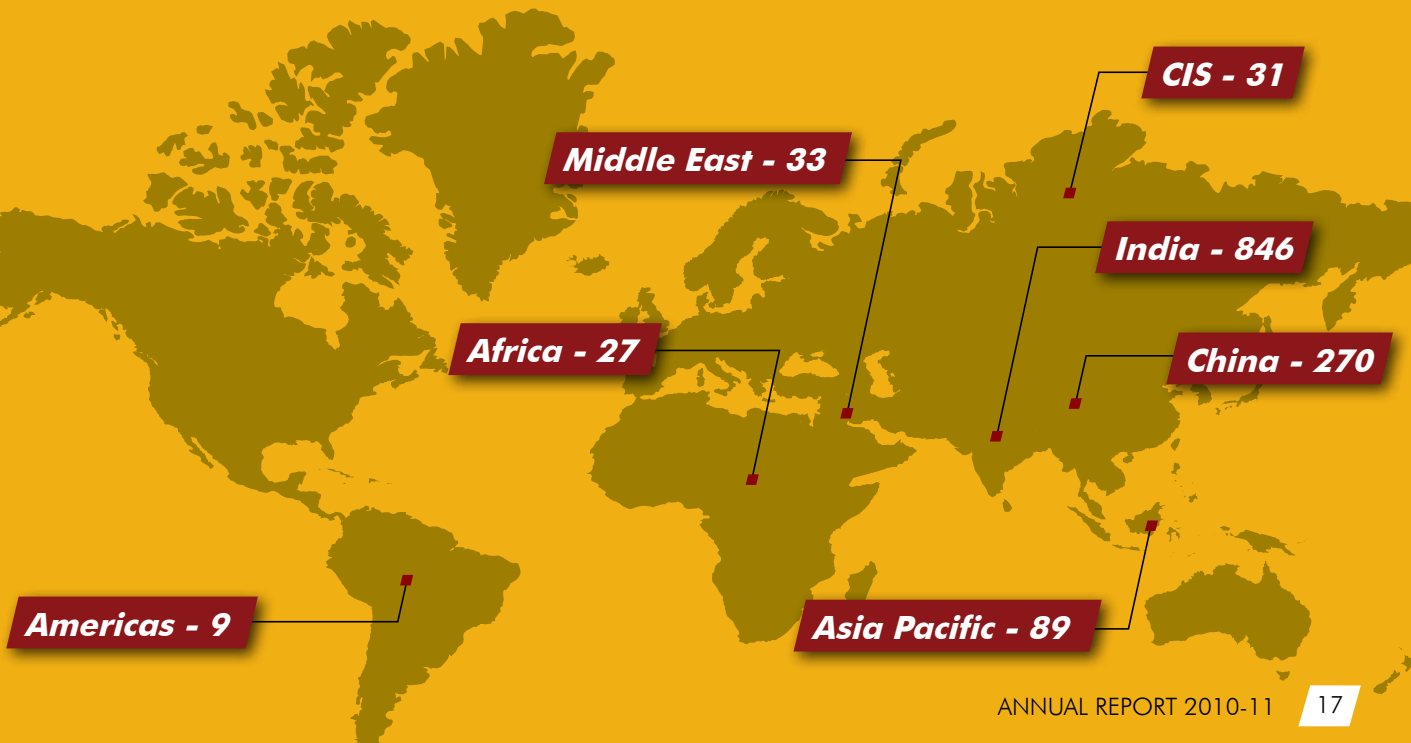 CIS - 31
Middle East - 33
India - 846
Africa - 27
China - 270
Americas - 9
Asia Pacific - 89
ANNUAL REPORT 2010-11
17